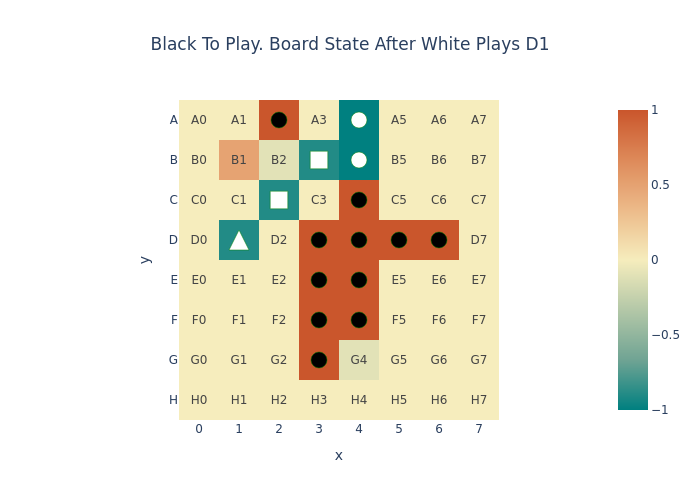 Black To Play. Board State After White Plays D1
A A0 A1 A3 A5 A6 A7
B B0 B1 B2 B5 B6 B7
C C0 C1 C3 C5 C6 C7
D D0 D2 D7
E E0 E1 E2 E5 E6 E7
F F0 F1 F2 F5 F6 F7
G G0 G1 G2 G4 G5 G6 G7
H H0 H1 H2 H3 H4 H5 H6 H7
0 1 2 3 4 5 6 7
x
y
1
0.5
0
−0.5
−1